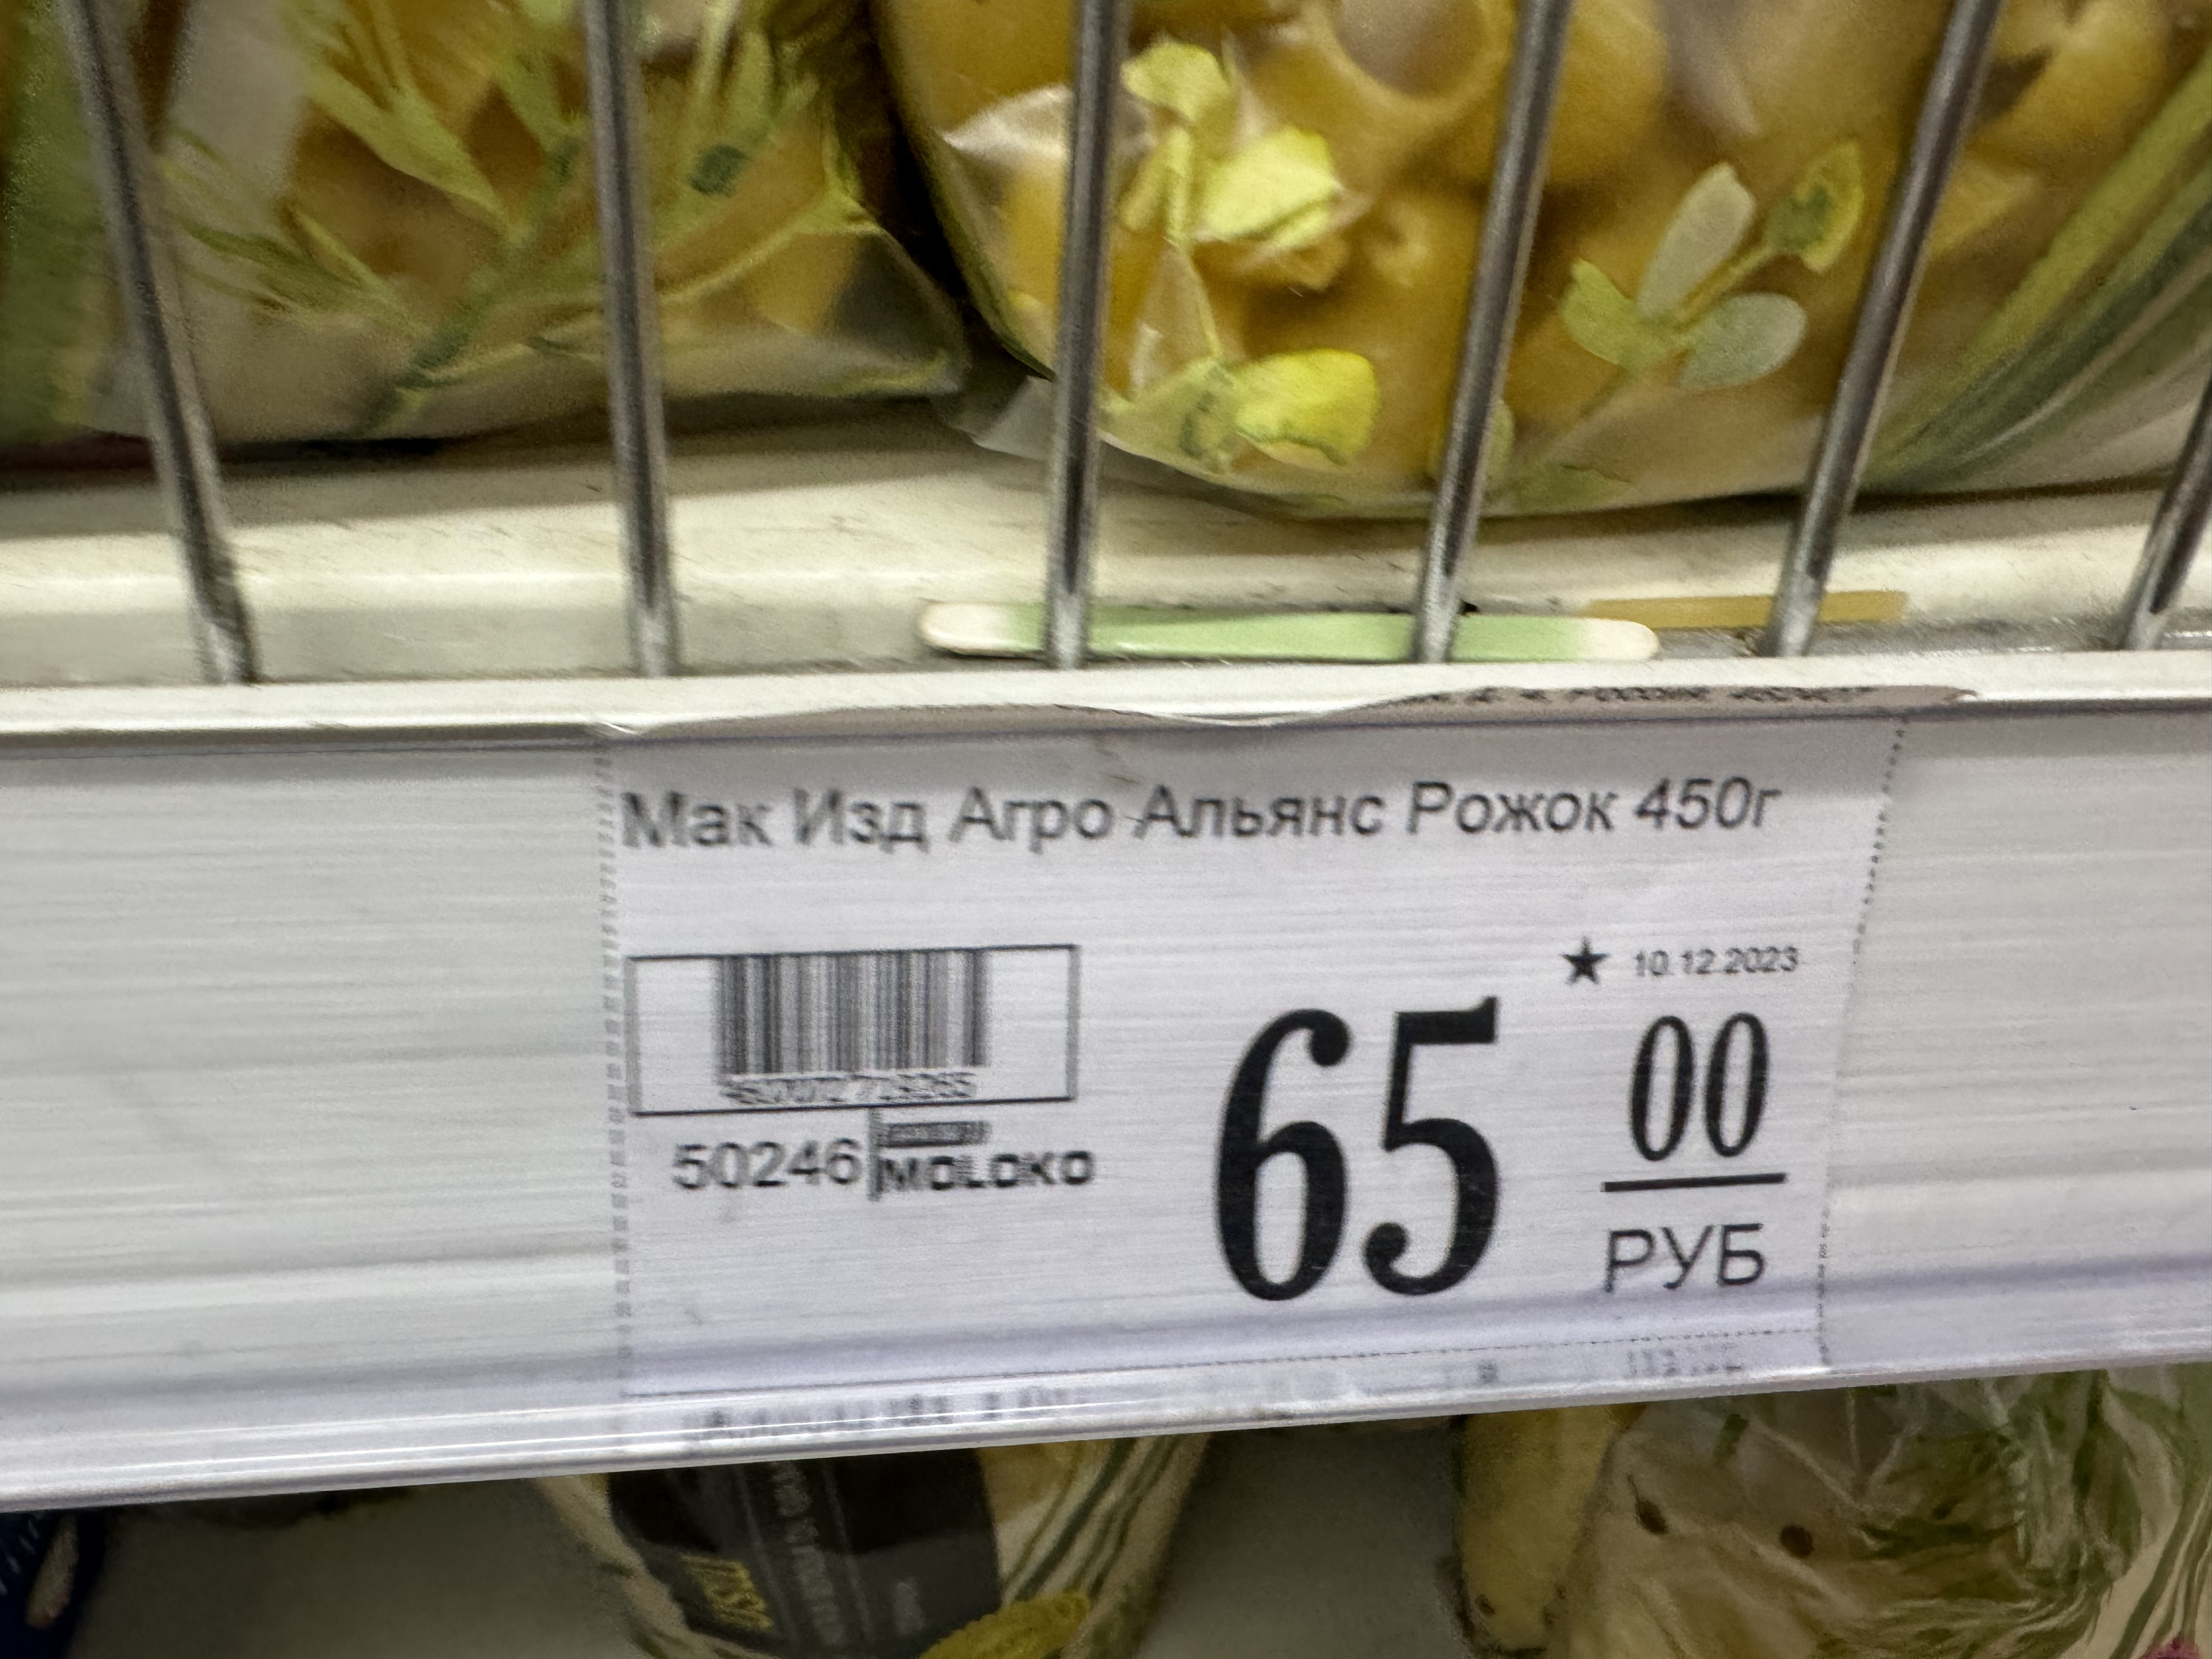 Мак Изд Агро Альянс Рожок 450г
★ 10.12.2023
65 00
РУБ
50246
MOLOKO